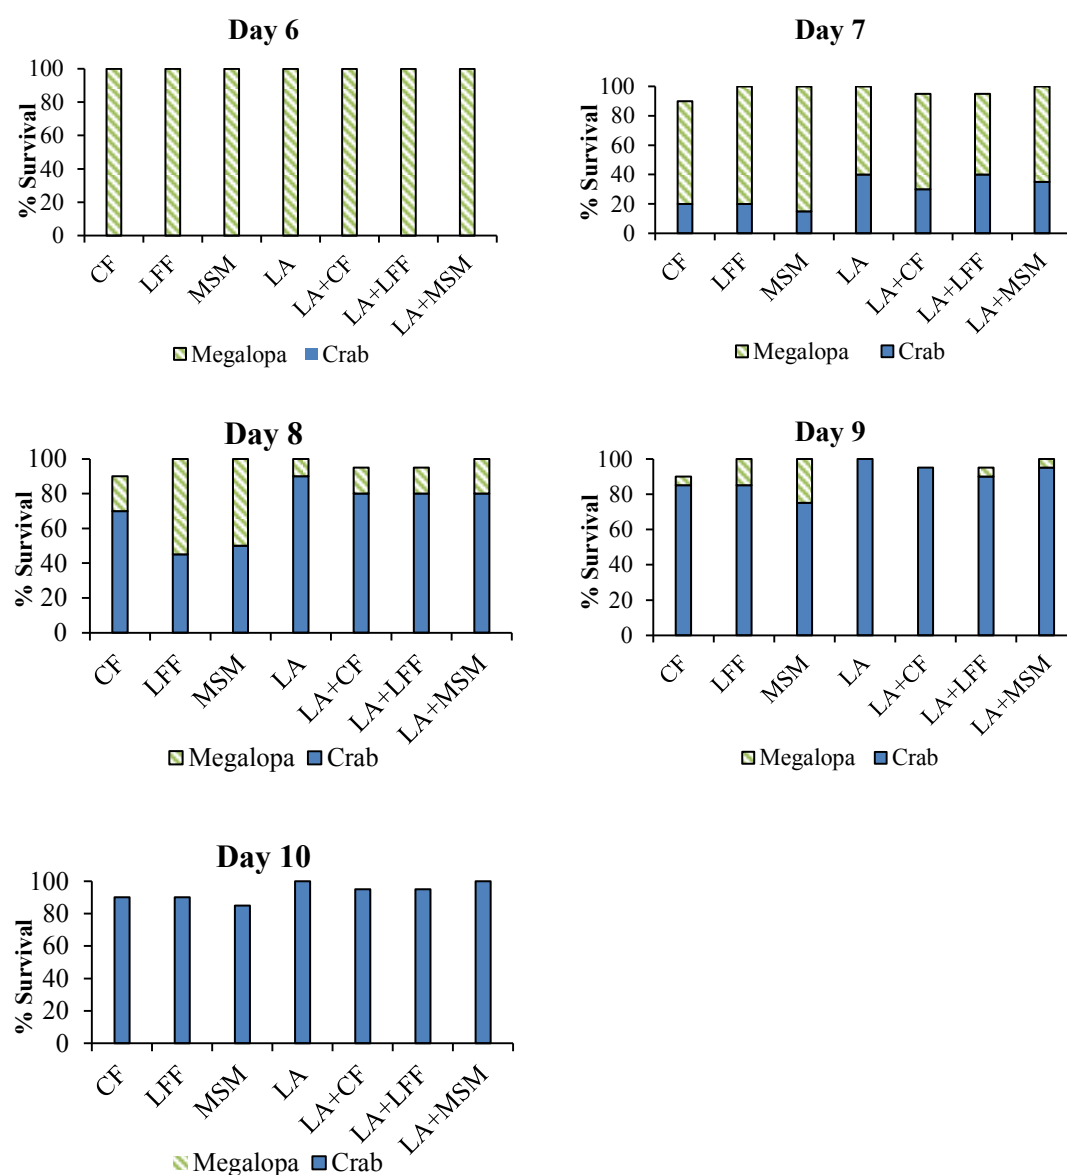 Day 6
% Survival
100
80
60
40
20
0
CF LFF MSM LA LA+CF LA+LFF LA+MSM
Megalopa Crab
Day 7
% Survival
100
80
60
40
20
0
CF LFF MSM LA LA+CF LA+LFF LA+MSM
Megalopa Crab
Day 8
% Survival
100
80
60
40
20
0
CF LFF MSM LA LA+CF LA+LFF LA+MSM
Megalopa Crab
Day 9
% Survival
100
80
60
40
20
0
CF LFF MSM LA LA+CF LA+LFF LA+MSM
Megalopa Crab
Day 10
% Survival
100
80
60
40
20
0
CF LFF MSM LA LA+CF LA+LFF LA+MSM
Megalopa Crab